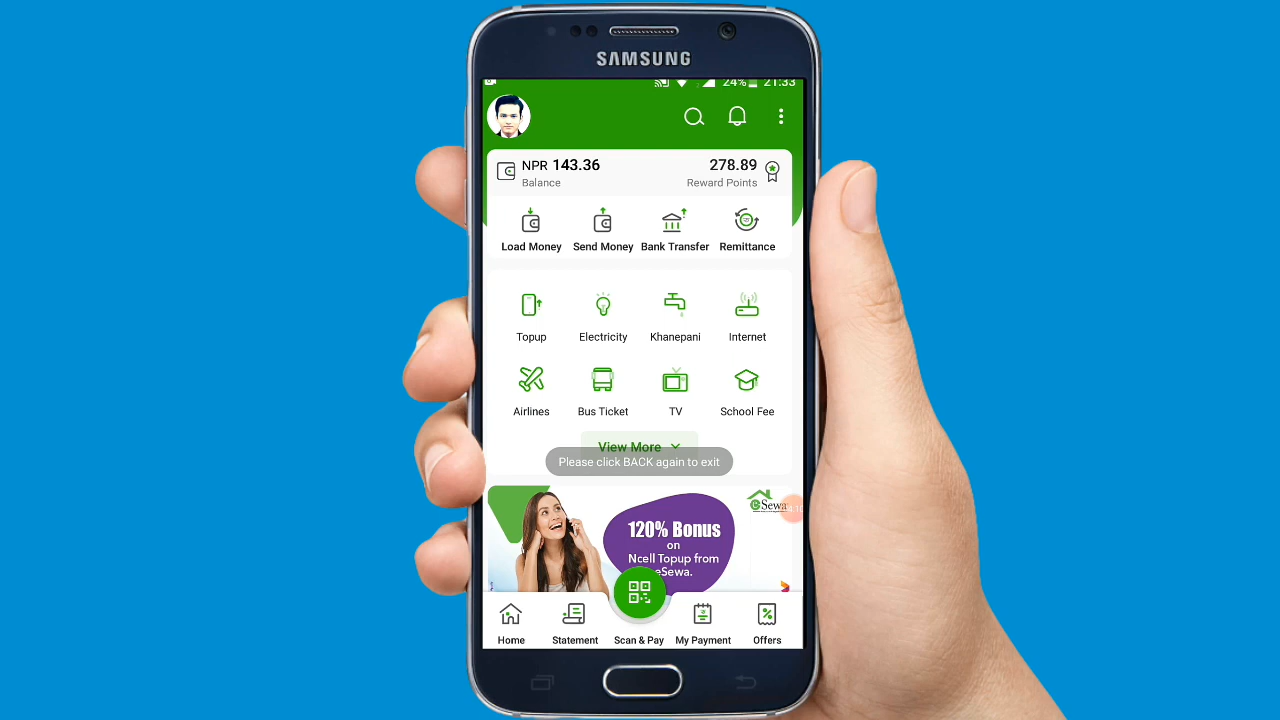 SAMSUNG
24% 21:33
NPR 143.36
278.89
Balance
Reward Points
Load Money
Send Money
Bank Transfer
Remittance
Topup
Electricity
Khanepani
Internet
Airlines
Bus Ticket
TV
School Fee
View More
Please click BACK again to exit
eSewa
120% Bonus
on
Ncell Topup from
eSewa.
Home
Statement
Scan & Pay
My Payment
Offers